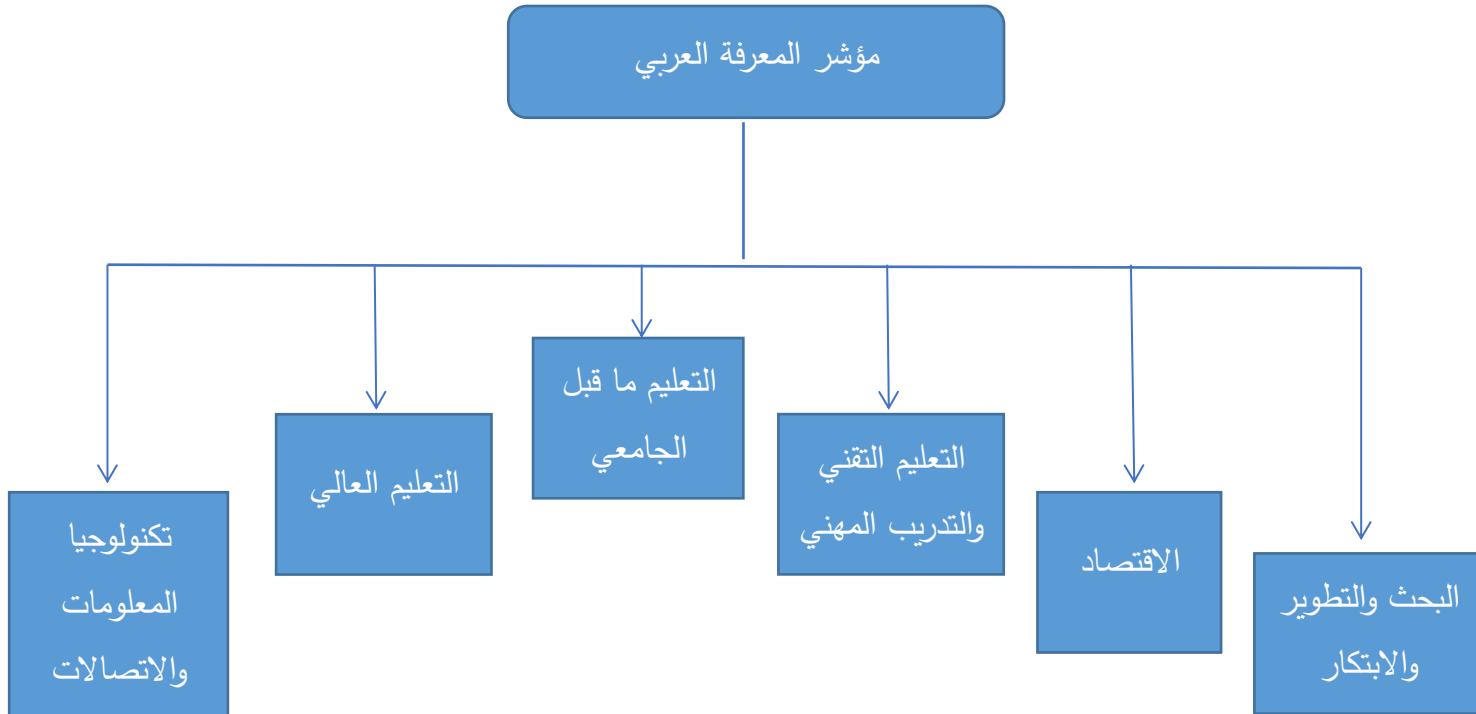 مؤشر المعرفة العربي
البحث والتطوير
والابتكار
الاقتصاد
التعليم التقني
والتدريب المهني
التعليم ما قبل
الجامعي
التعليم العالي
تكنولوجيا
المعلومات
والاتصالات